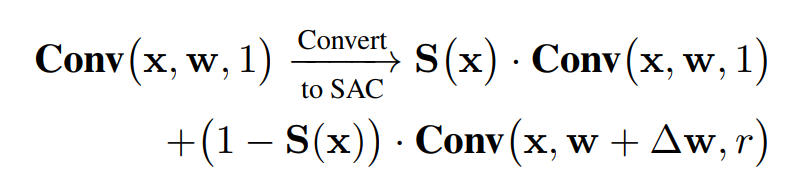 Conv(x, w, 1) Convert to SAC → S(x) · Conv(x, w, 1)
+(1 − S(x)) · Conv(x, w + Δw, r)